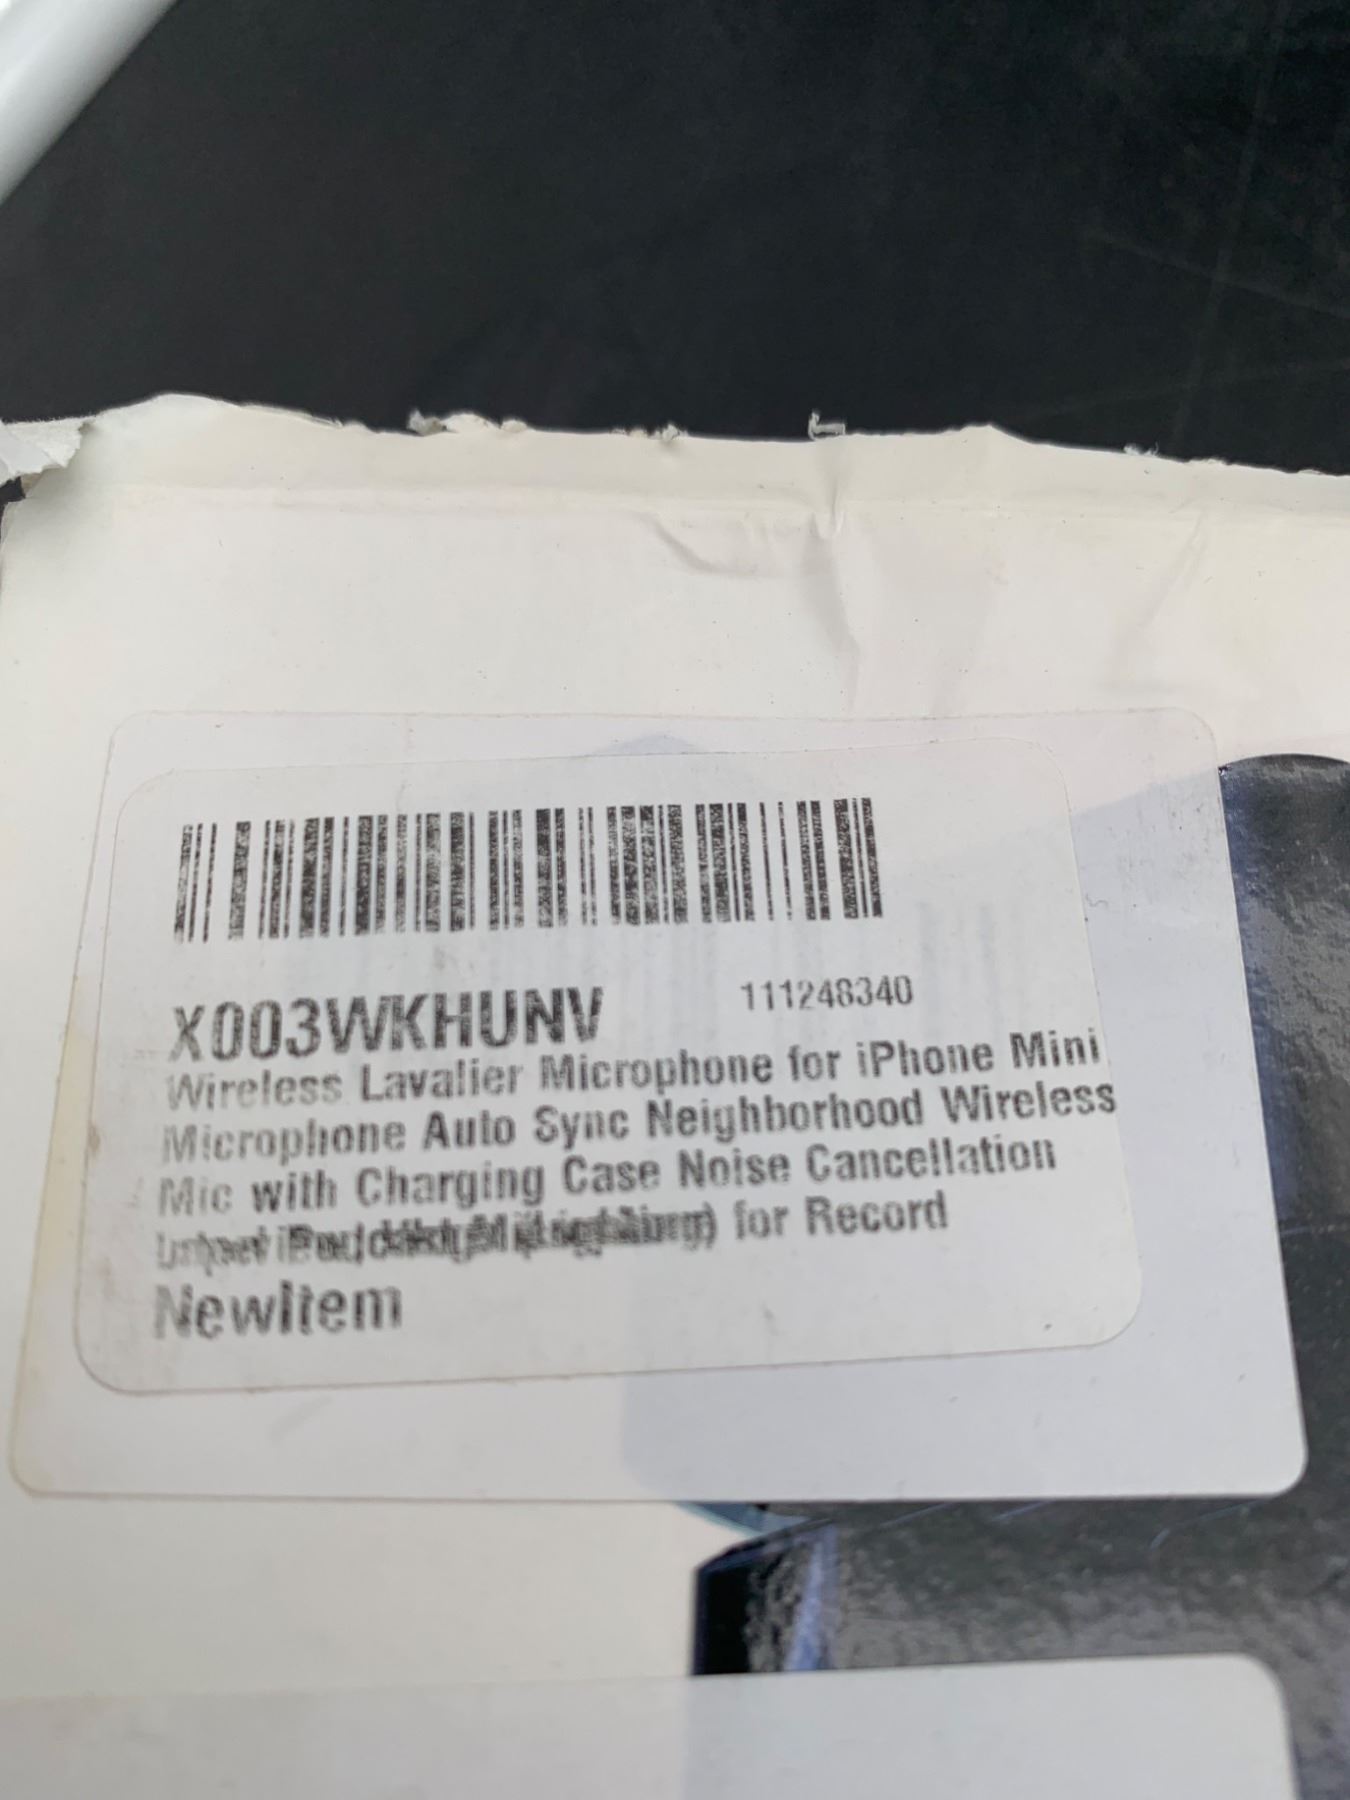 X003WKHUNV 111248340
Wireless Lavalier Microphone for iPhone Mini
Microphone Auto Sync Neighborhood Wireless
Mic with Charging Case Noise Cancellation
for Record
NewItem